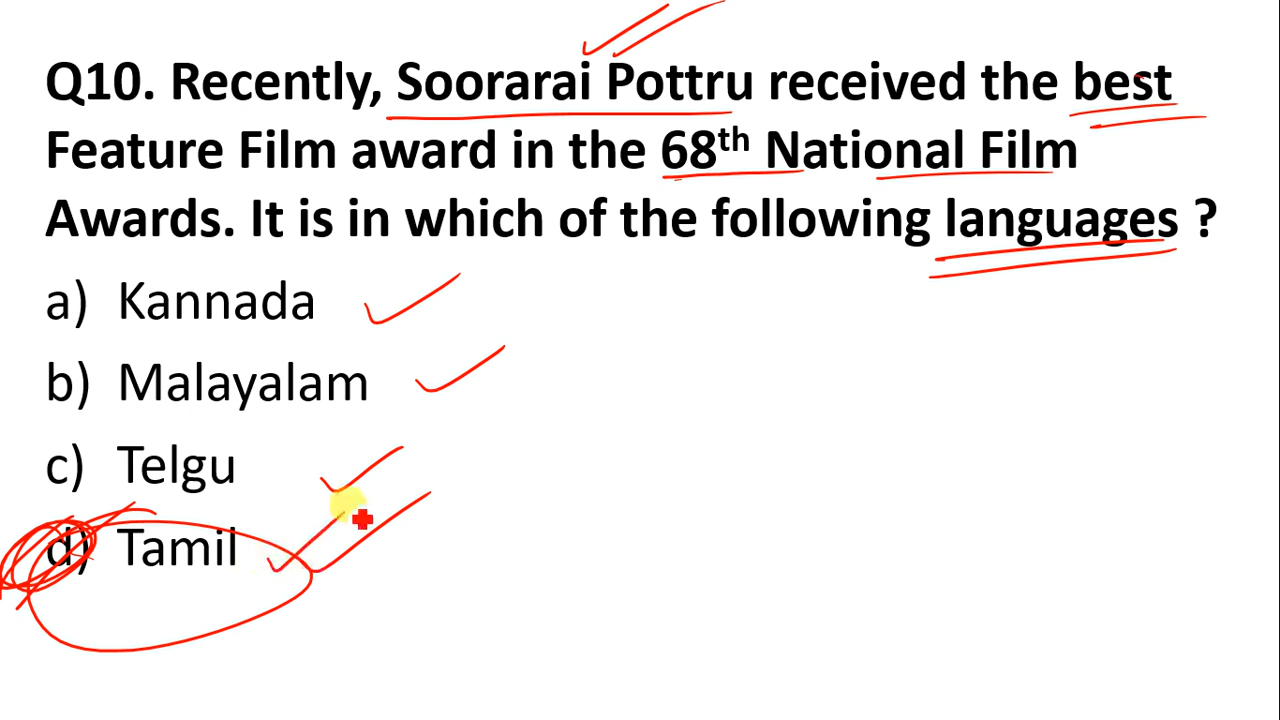 Q10. Recently, Soorarai Pottru received the best
Feature Film award in the 68th National Film
Awards. It is in which of the following languages ?
a) Kannada
b) Malayalam
c) Telgu
d) Tamil